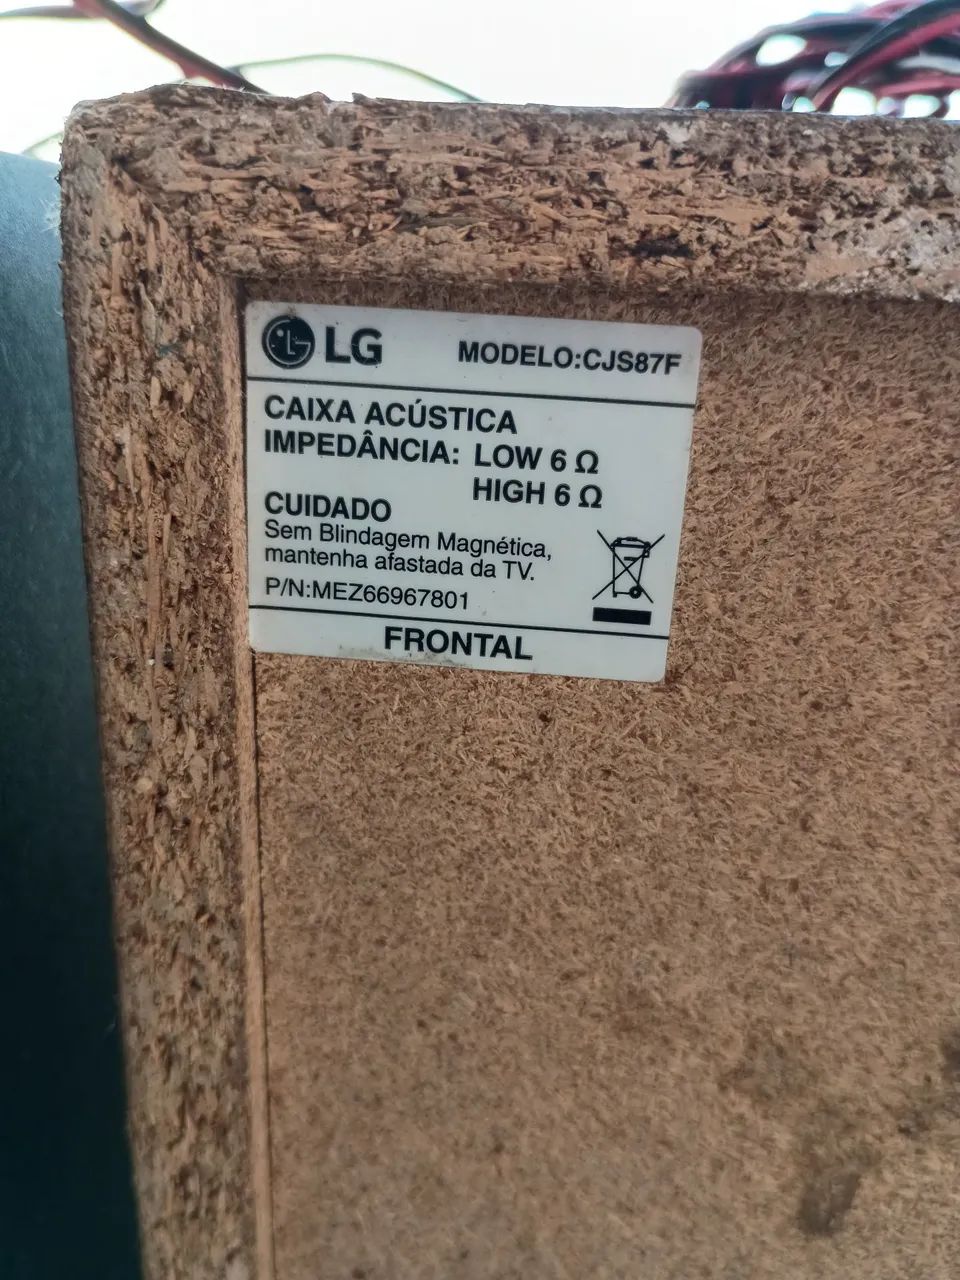 LG MODELO:CJS87F
CAIXA ACÚSTICA
IMPEDÂNCIA: LOW 6 Ω
HIGH 6 Ω
CUIDADO
Sem Blindagem Magnética,
mantenha afastada da TV.
P/N:MEZ66967801
FRONTAL